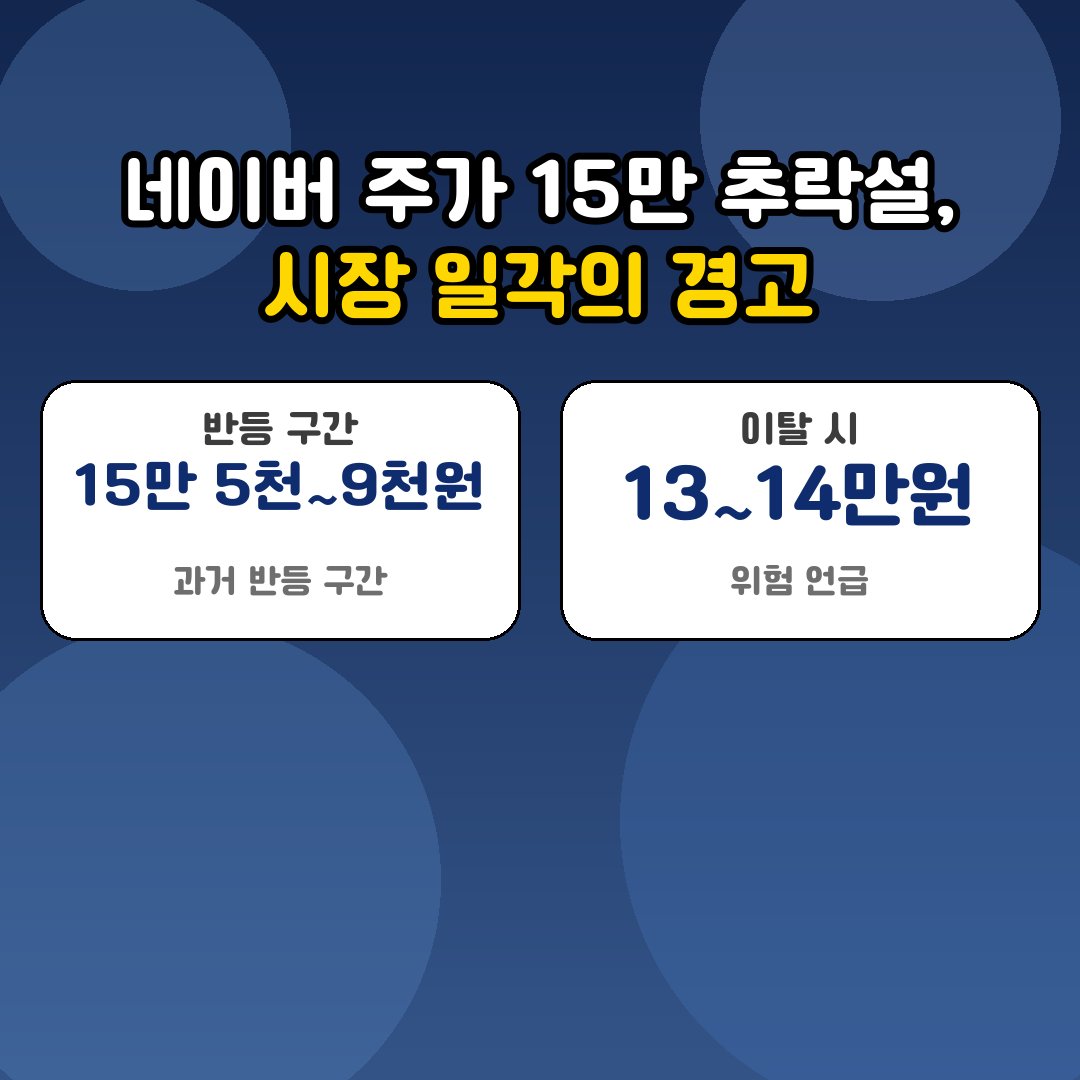 네이버 주가 15만 추락설,
시장 일각의 경고
반등 구간
15만 5천~9천원
과거 반등 구간
이탈 시
13~14만원
위험 언급